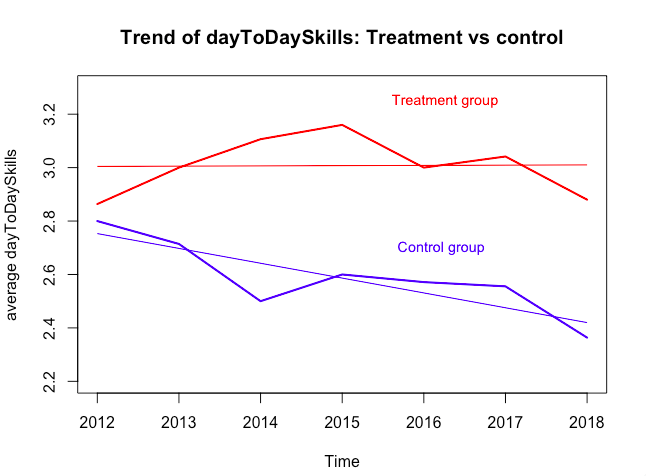 Trend of dayToDaySkills: Treatment vs control
Treatment group
Control group
average dayToDaySkills
3.2
3.0
2.8
2.6
2.4
2.2
2012 2013 2014 2015 2016 2017 2018
Time